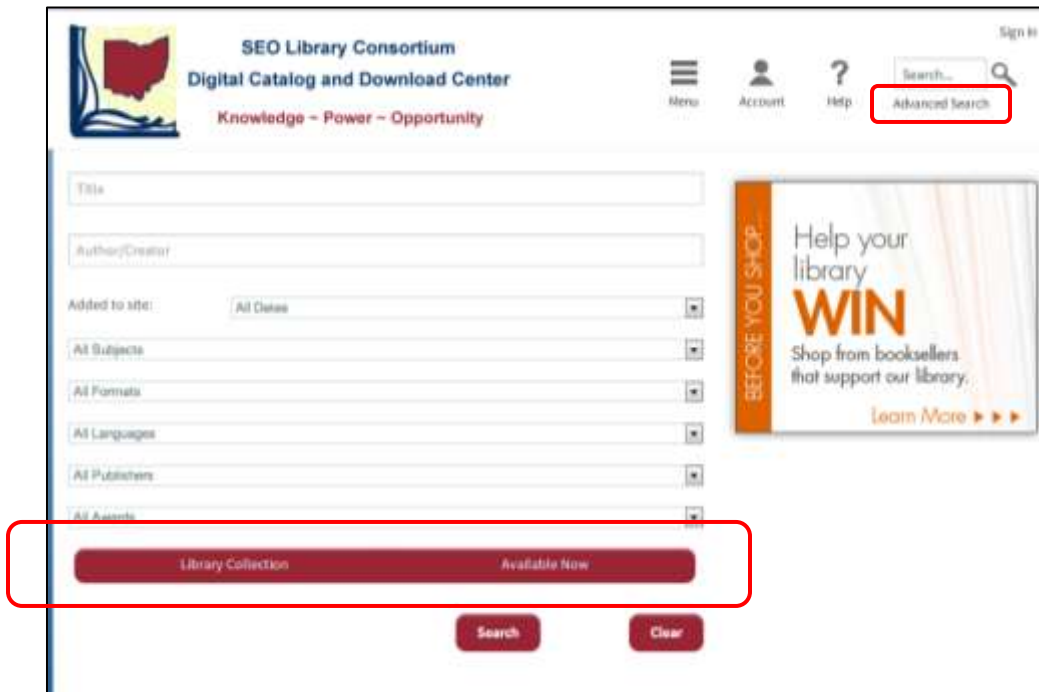 Sign In
SEO Library Consortium
Digital Catalog and Download Center
Knowledge ~ Power ~ Opportunity
Menu
Account
?
Help
Search...
Advanced Search
Title
Author/Creator
Added to site:
All Dates
All Subjects
All Formats
All Languages
All Publishers
All Awards
Library Collection
Available Now
Search
Clear
BEFORE YOU SHOP...
Help your
library
WIN
Shop from booksellers
that support our library.
Learn More